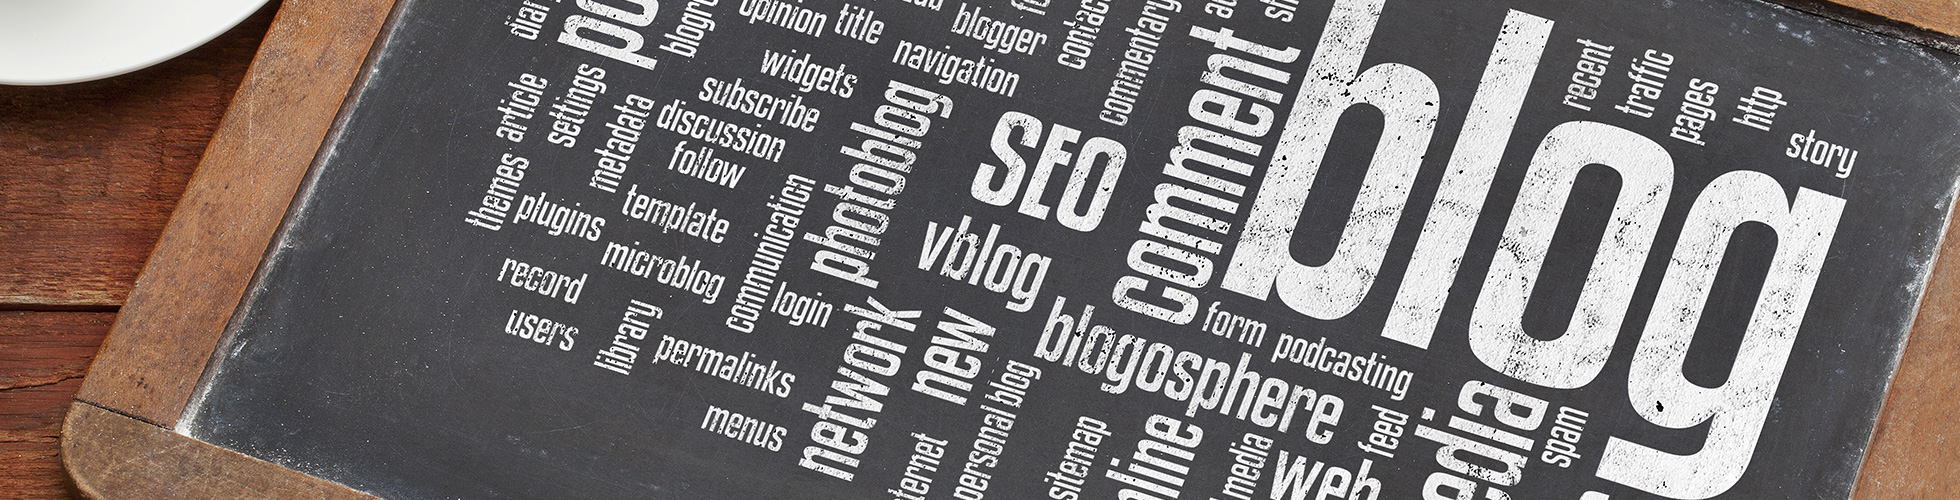 opinion
title
blogger
navigation
widgets
subscribe
discussion
follow
commentary
comment
blog
recent
traffic
pages
http
story
article
settings
metadata
photoblog
SEO
themes
plugins
template
communication
vblog
microblog
record
users
library
login
network
new
blogosphere
form
podcasting
permalinks
menus
personal blog
sitemap
media
web
feed
spam